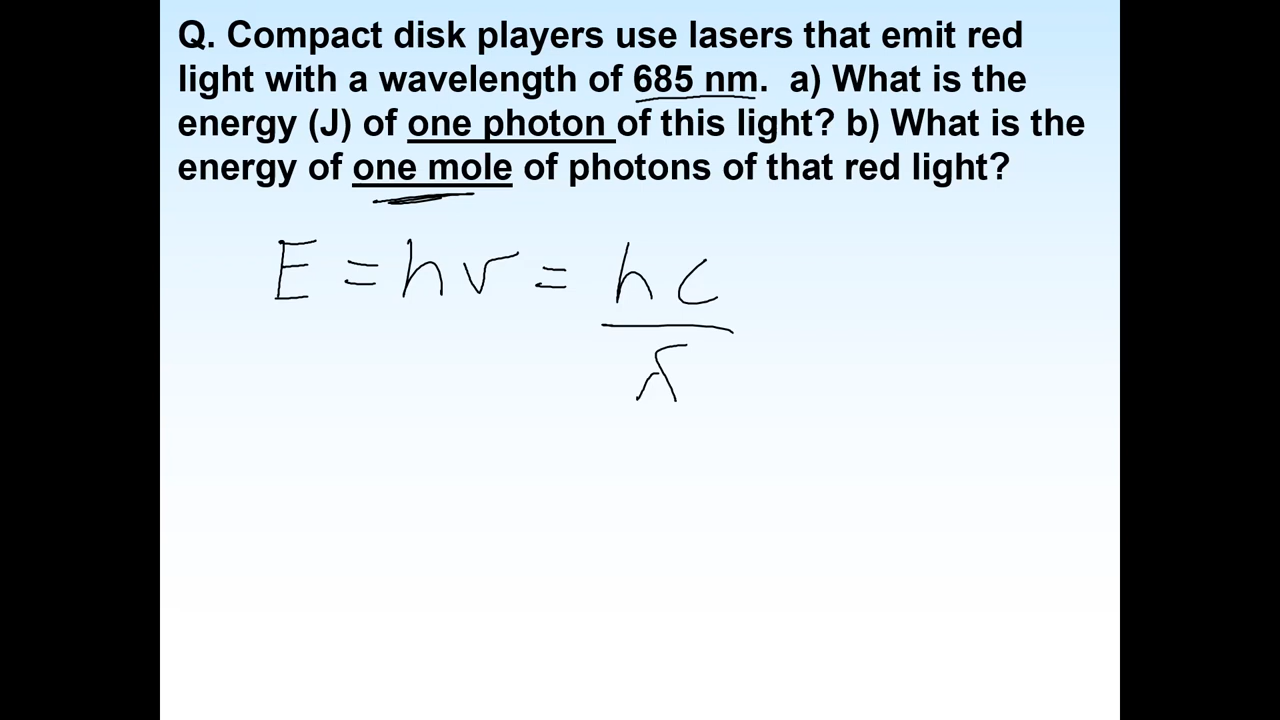 Q. Compact disk players use lasers that emit red
light with a wavelength of 685 nm. a) What is the
energy (J) of one photon of this light? b) What is the
energy of one mole of photons of that red light?
E = hν = hc
λ